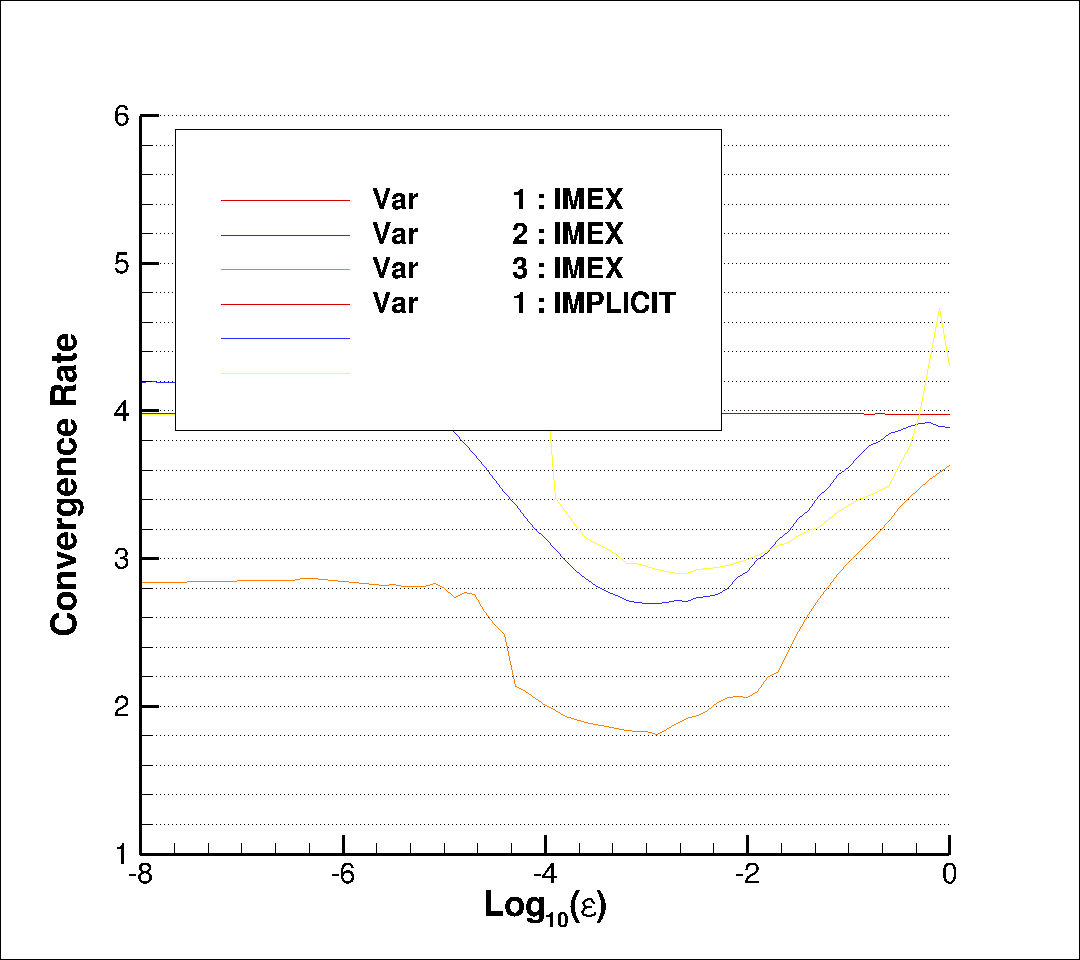 6
Var 1 : IMEX
Var 2 : IMEX
5
Var 3 : IMEX
Var 1 : IMPLICIT
4
Convergence Rate
3
2
1
-8 -6 -4 -2 0
Log10(ε)